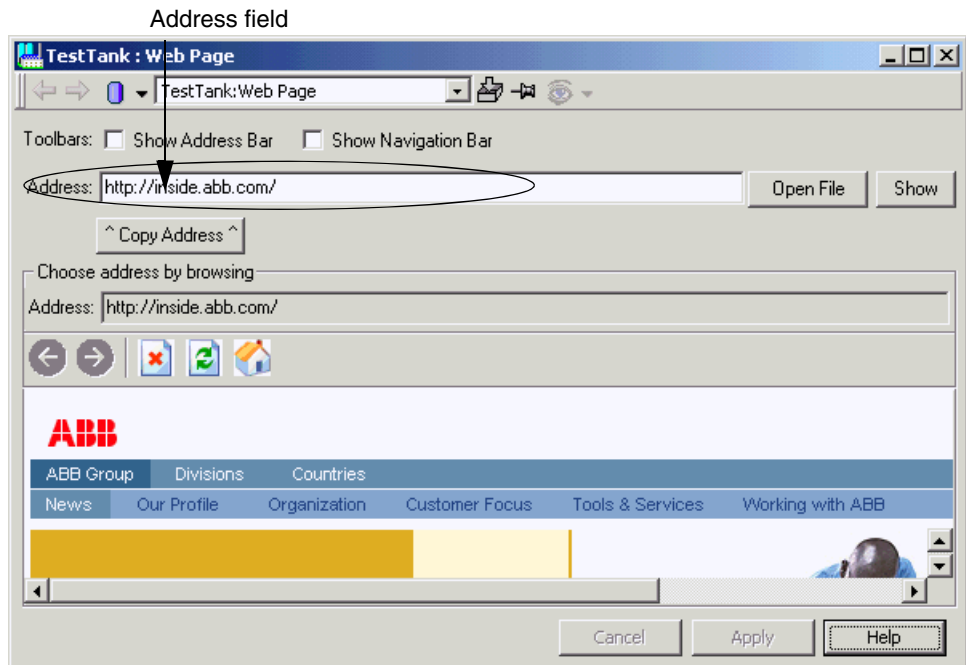 Address field
TestTank : Web Page
TestTank:Web Page
Toolbars: Show Address Bar Show Navigation Bar
Address: http://inside.abb.com/ Open File Show
^ Copy Address ^
Choose address by browsing
Address: http://inside.abb.com/
ABB
ABB Group Divisions Countries
News Our Profile Organization Customer Focus Tools & Services Working with ABB
Cancel Apply Help